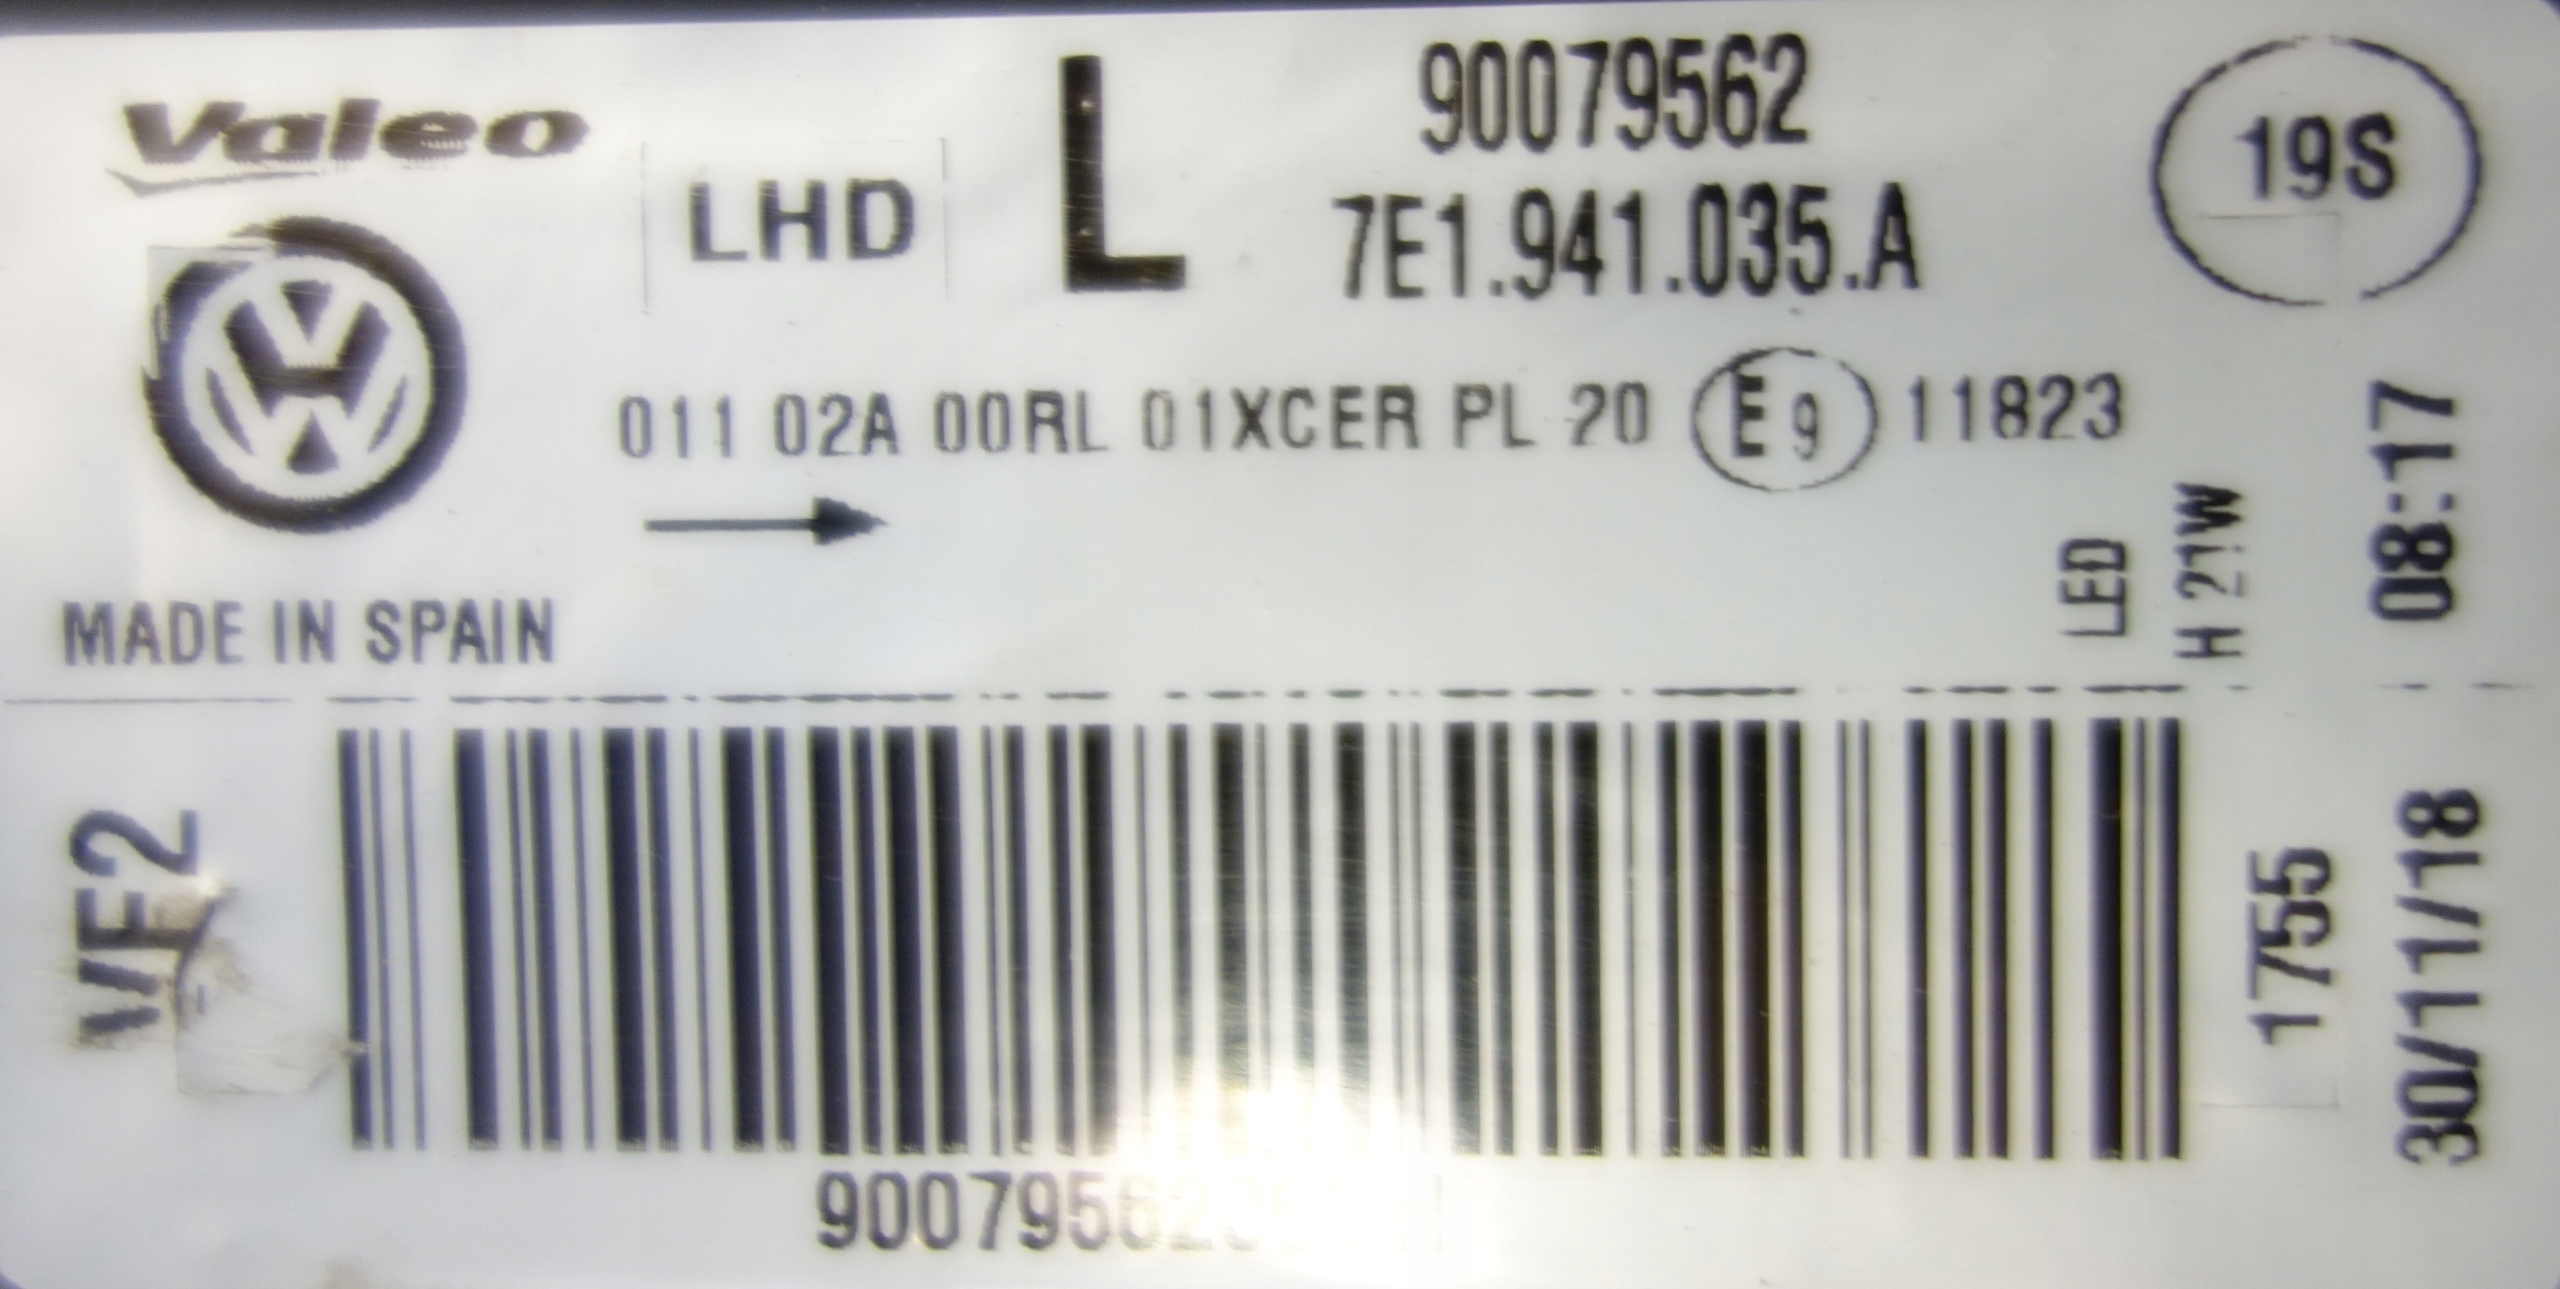 Valeo
LHD
L
90079562
7E1.941.035.A
19S
011 02A 00RL 01XCER PL 20 E9 11823
MADE IN SPAIN
LED
H 21W
08:17
VF2
1755
30/11/18